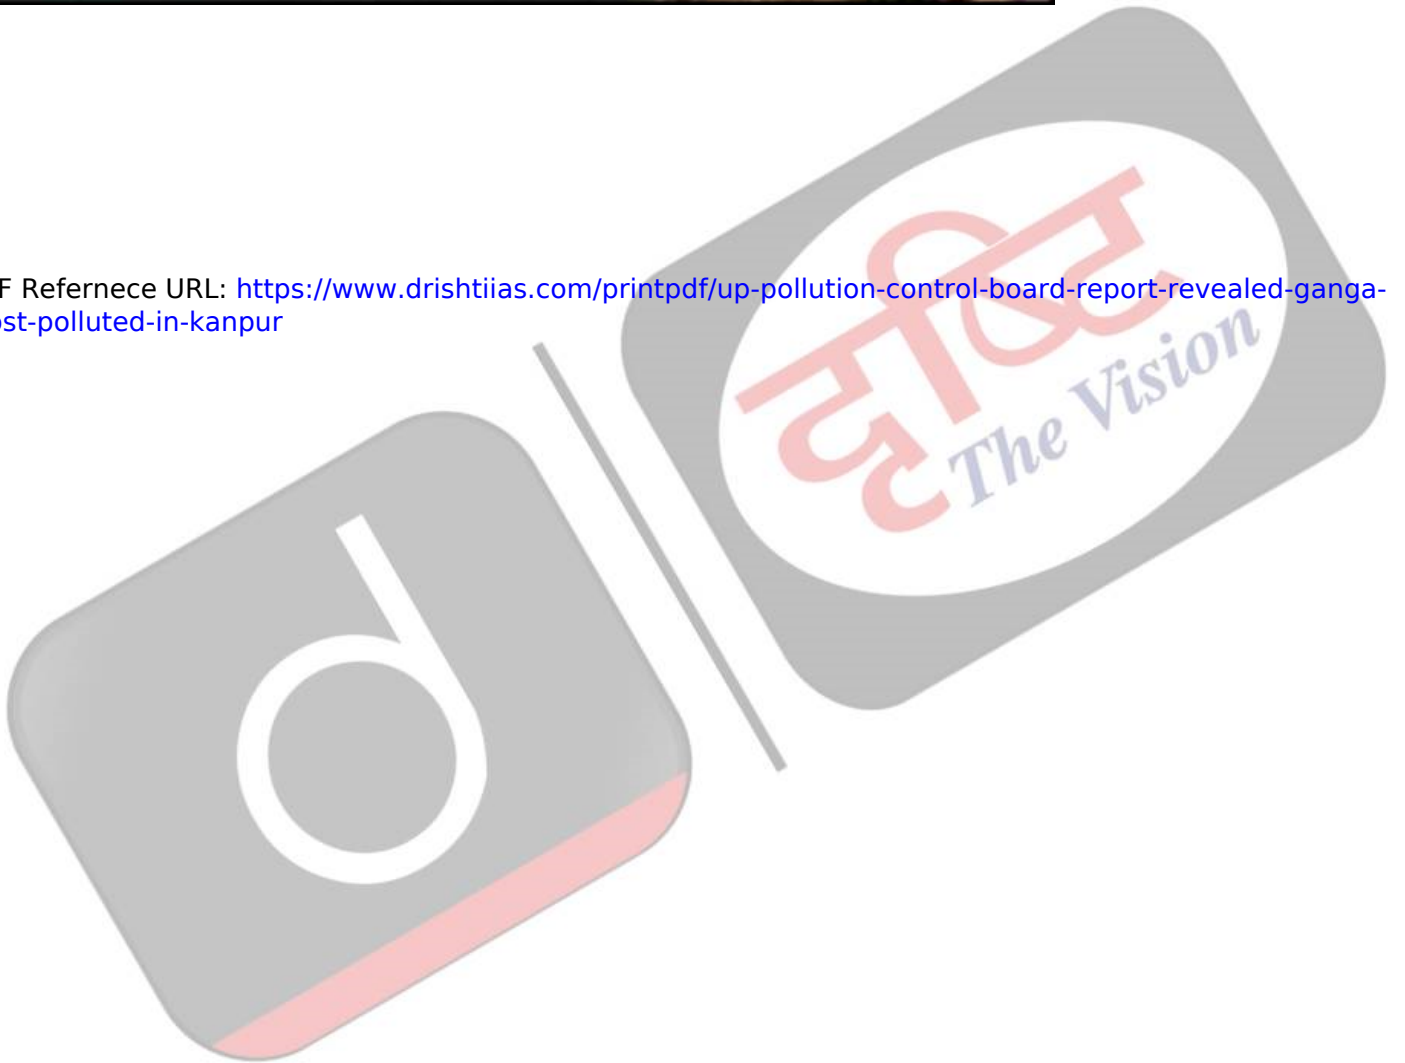 F Refernece URL: https://www.drishtiias.com/printpdf/up-pollution-control-board-report-revealed-ganga-
ost-polluted-in-kanpur
दृष्टि
The Vision